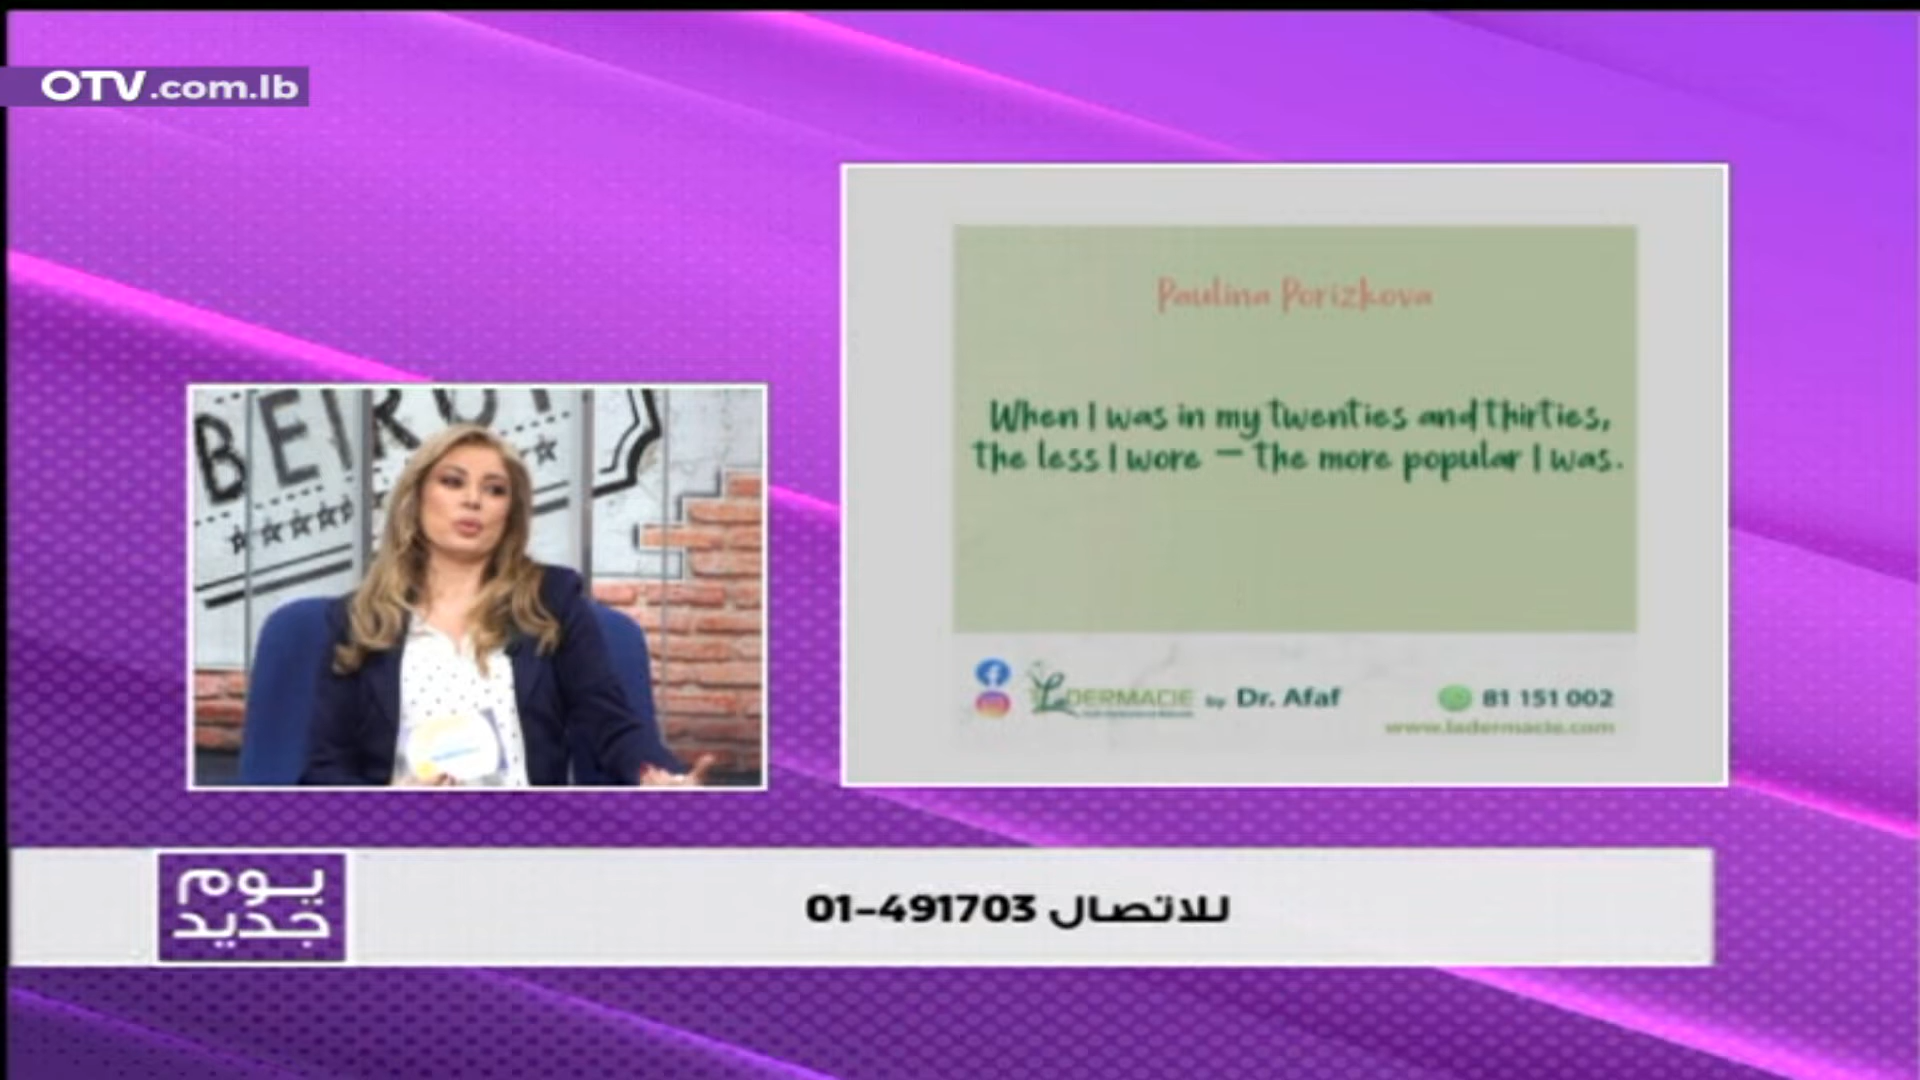 OTV.com.lb
Paulina Porizkova
When I was in my twenties and thirties,
the less I wore – the more popular I was.
BEIRUT
LaDERMACIE by Dr. Afaf
81 151 002
www.ladermacie.com
يوم
جديد
للاتصال 01-491703